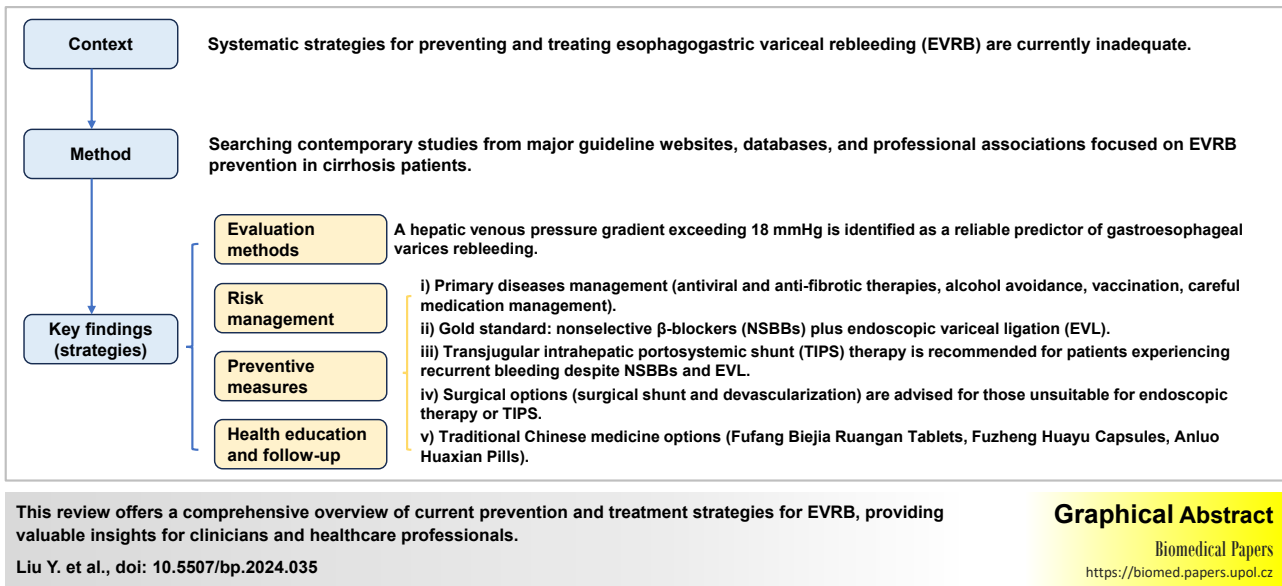 Context
Systematic strategies for preventing and treating esophagogastric variceal rebleeding (EVRB) are currently inadequate.
Method
Searching contemporary studies from major guideline websites, databases, and professional associations focused on EVRB
prevention in cirrhosis patients.
Key findings
(strategies)
Evaluation
methods
A hepatic venous pressure gradient exceeding 18 mmHg is identified as a reliable predictor of gastroesophageal
varices rebleeding.
Risk
management
Preventive
measures
Health education
and follow-up
i) Primary diseases management (antiviral and anti-fibrotic therapies, alcohol avoidance, vaccination, careful
medication management).
ii) Gold standard: nonselective β-blockers (NSBBs) plus endoscopic variceal ligation (EVL).
iii) Transjugular intrahepatic portosystemic shunt (TIPS) therapy is recommended for patients experiencing
recurrent bleeding despite NSBBs and EVL.
iv) Surgical options (surgical shunt and devascularization) are advised for those unsuitable for endoscopic
therapy or TIPS.
v) Traditional Chinese medicine options (Fufang Biejia Ruangan Tablets, Fuzheng Huayu Capsules, Anluo
Huaxian Pills).
This review offers a comprehensive overview of current prevention and treatment strategies for EVRB, providing
valuable insights for clinicians and healthcare professionals.
Liu Y. et al., doi: 10.5507/bp.2024.035
Graphical Abstract
Biomedical Papers
https://biomed.papers.upol.cz